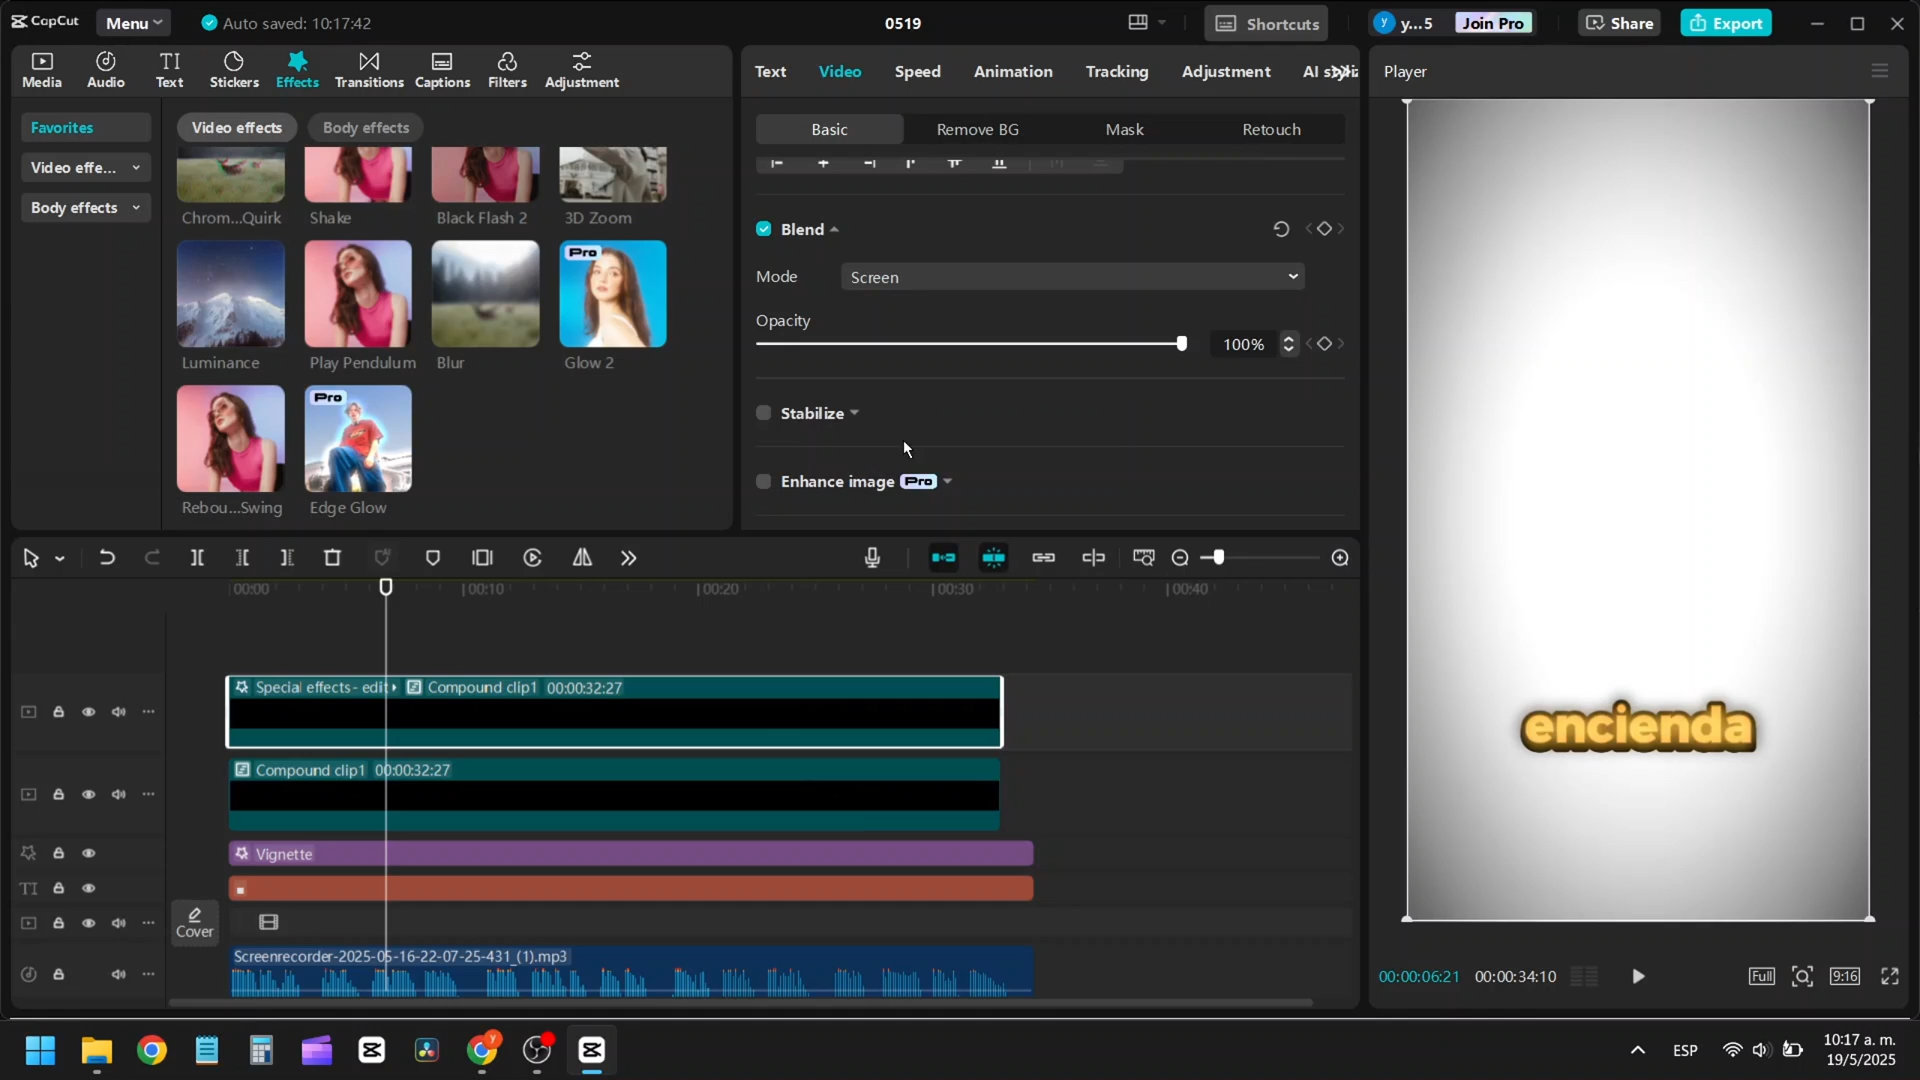 CapCut
Menu
Auto saved: 10:17:42
0519
Shortcuts
y
y...5
Join Pro
Share
Export
Media
Audio
TI
Text
Stickers
Effects
Transitions
Captions
Filters
Adjustment
Favorites
Video effe...
Body effects
Video effects
Body effects
Chrom...Quirk
Shake
Black Flash 2
3D Zoom
Pro
Luminance
Play Pendulum
Blur
Glow 2
Pro
Rebou...Swing
Edge Glow
Text
Video
Speed
Animation
Tracking
Adjustment
Basic
Remove BG
Mask
Retouch
Blend
Mode
Screen
Opacity
100%
Stabilize
Enhance image
Pro
Player
encienda
00:00:06:21
00:00:34:10
Full
9:16
00:00
00:10
00:20
00:30
00:40
Special effects - edit
Compound clip1
00:00:32:27
Compound clip1
00:00:32:27
Vignette
TI
Cover
Screenrecorder-2025-05-16-22-07-25-431_(1).mp3
ESP
10:17 a. m.
19/5/2025